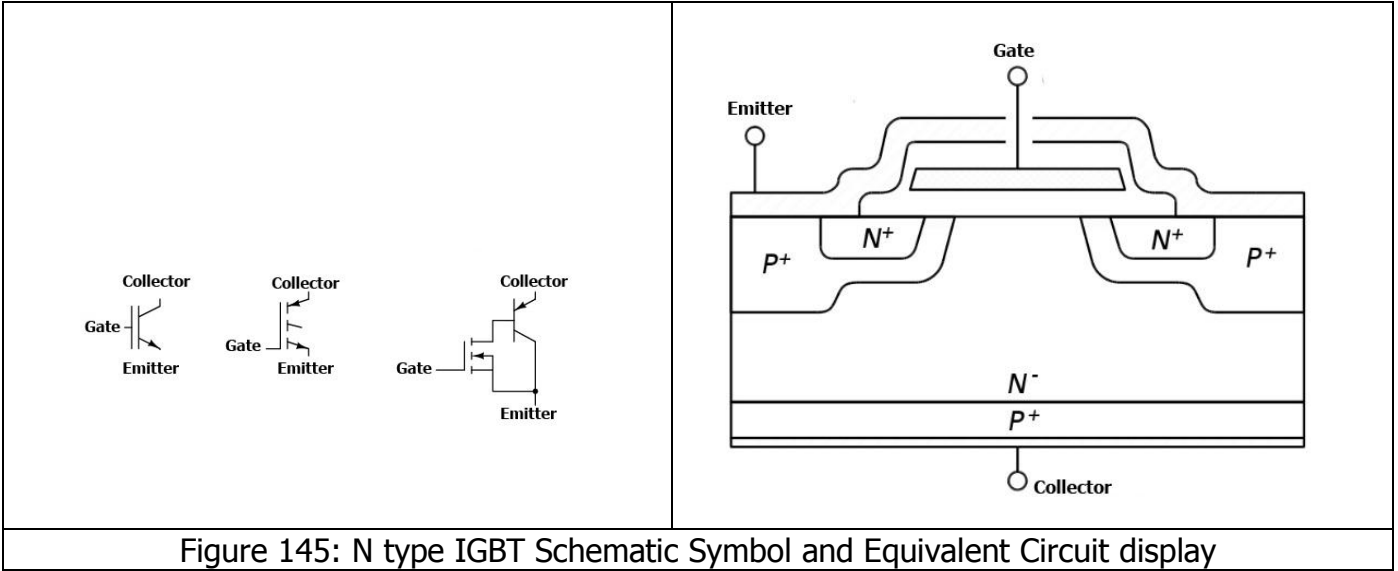 Collector
Gate
Emitter
Collector
Gate
Emitter
Collector
Gate
Emitter
Gate
Emitter
N+
N+
P+
P+
N-
P+
Collector
Figure 145: N type IGBT Schematic Symbol and Equivalent Circuit display